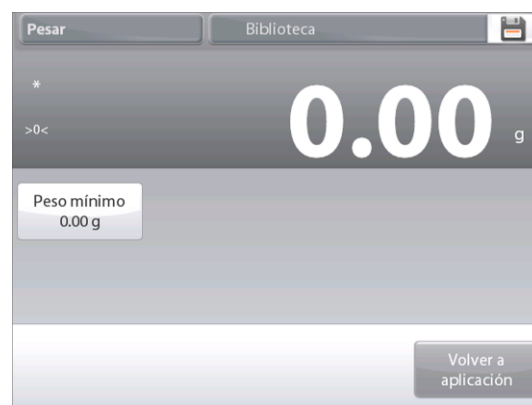 Pesar
Biblioteca
*
>0<
0.00 g
Peso mínimo
0.00 g
Volver a
aplicación